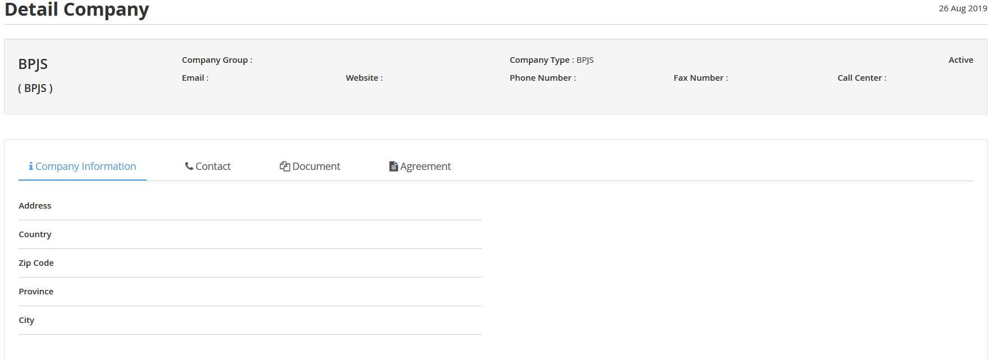 Detail Company
26 Aug 2019
BPJS
( BPJS )
Company Group :
Company Type : BPJS
Active
Email :
Website :
Phone Number :
Fax Number :
Call Center :
Company Information
Contact
Document
Agreement
Address
Country
Zip Code
Province
City